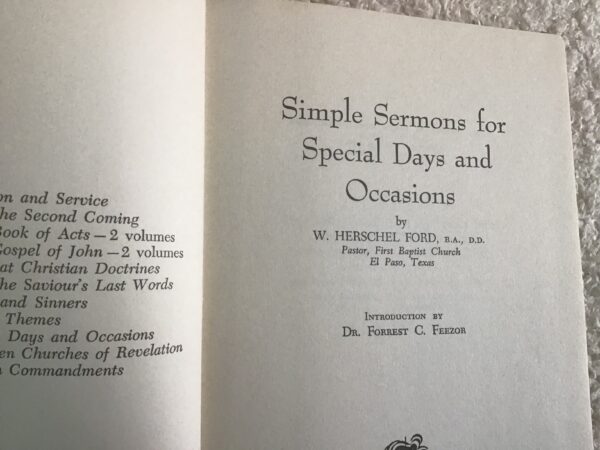 on and Service
he Second Coming
Book of Acts — 2 volumes
Gospel of John — 2 volumes
at Christian Doctrines
he Saviour's Last Words
and Sinners
Themes
Days and Occasions
en Churches of Revelation
Commandments
Simple Sermons for
Special Days and
Occasions
by
W. HERSCHEL FORD, B.A., D.D.
Pastor, First Baptist Church
El Paso, Texas
INTRODUCTION BY
DR. FORREST C. FEEZOR